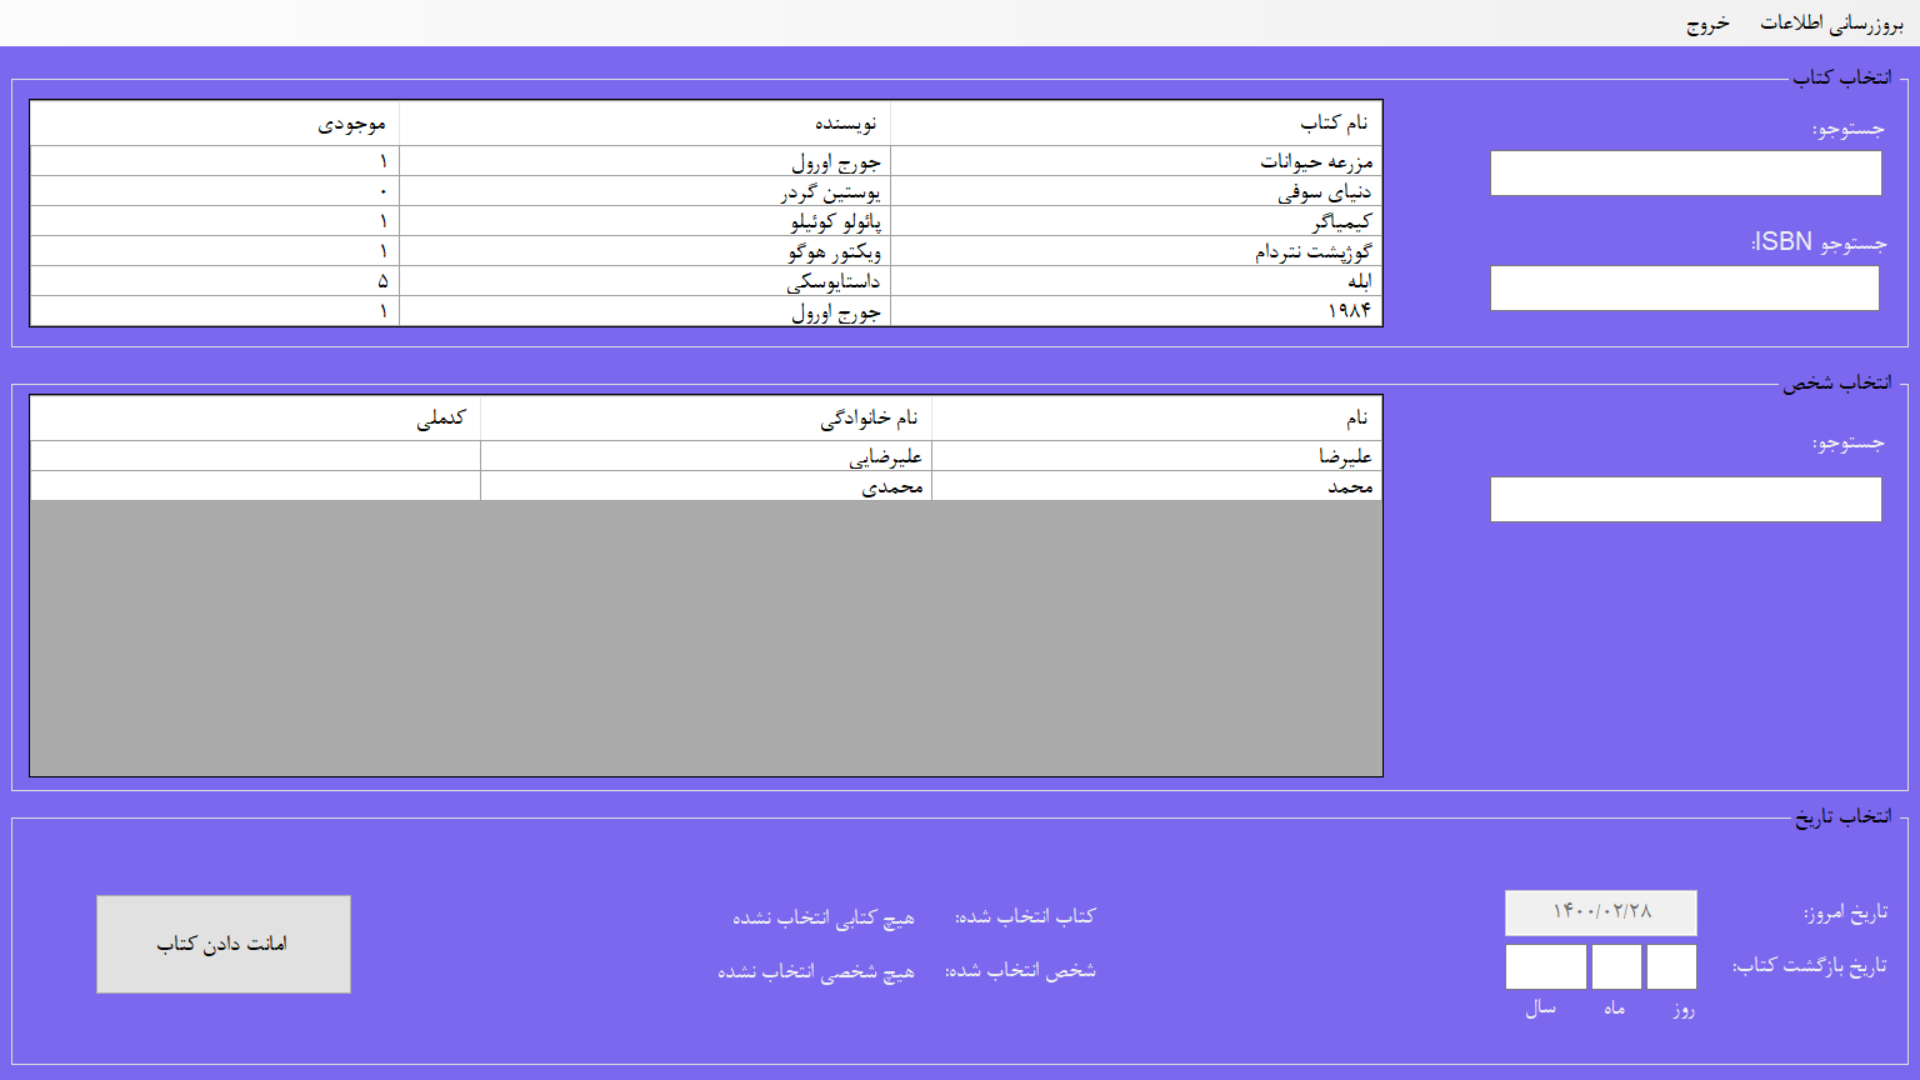 بروزرسانی اطلاعات خروج
انتخاب کتاب
جستوجو:
جستوجو ISBN:
نام کتاب نویسنده موجودی
مزرعه حیوانات جورج اورول ۱
دنیای سوفی یوستین گردر ۰
کیمیاگر پائولو کوئیلو ۱
گوژپشت نتردام ویکتور هوگو ۱
ابله داستایوسکی ۵
۱۹۸۴ جورج اورول ۱
انتخاب شخص
جستوجو:
نام نام خانوادگی کدملی
علیرضا علیرضایی
محمد محمدی
انتخاب تاریخ
تاریخ امروز: ۱۴۰۰/۰۲/۲۸
تاریخ بازگشت کتاب:
روز ماه سال
کتاب انتخاب شده: هیچ کتابی انتخاب نشده
شخص انتخاب شده: هیچ شخصی انتخاب نشده
امانت دادن کتاب